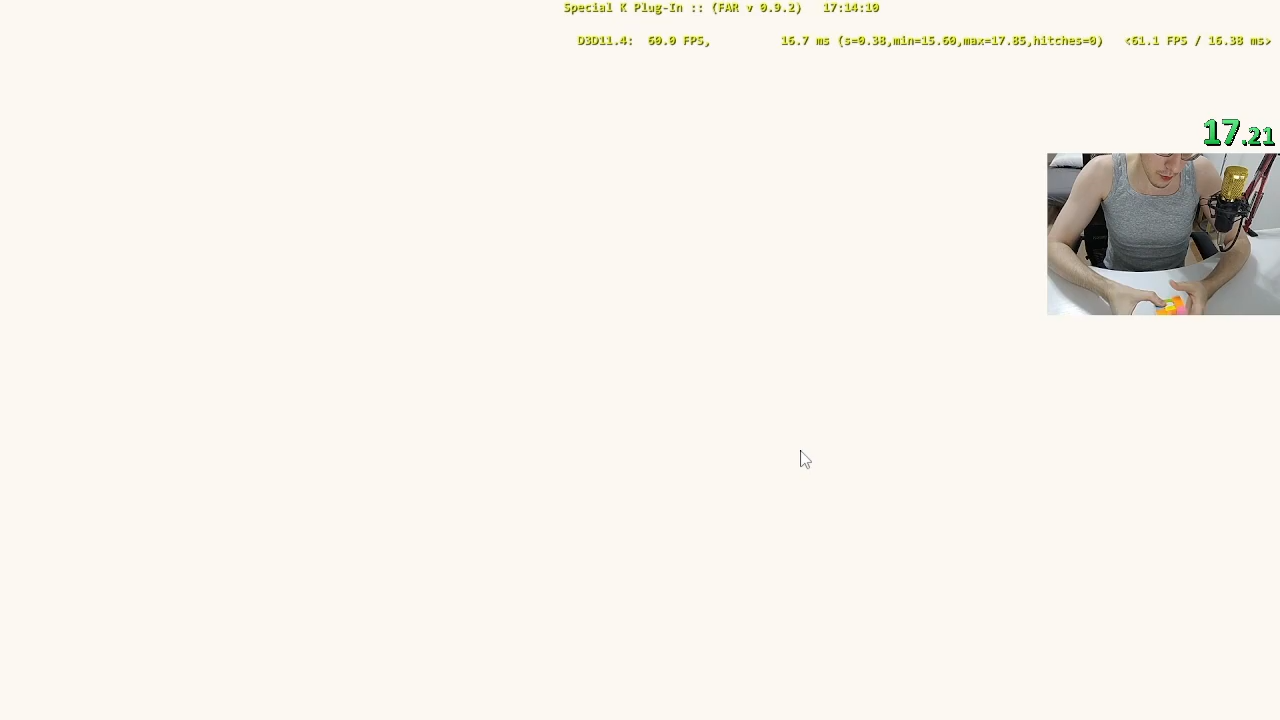 Special K Plug-In :: (FAR v 0.9.2)   17:14:10
D3D11.4:  60.0 FPS,          16.7 ms (s=0.38,min=15.60,max=17.85,hitches=0)   <61.1 FPS / 16.38 ms>
17.21